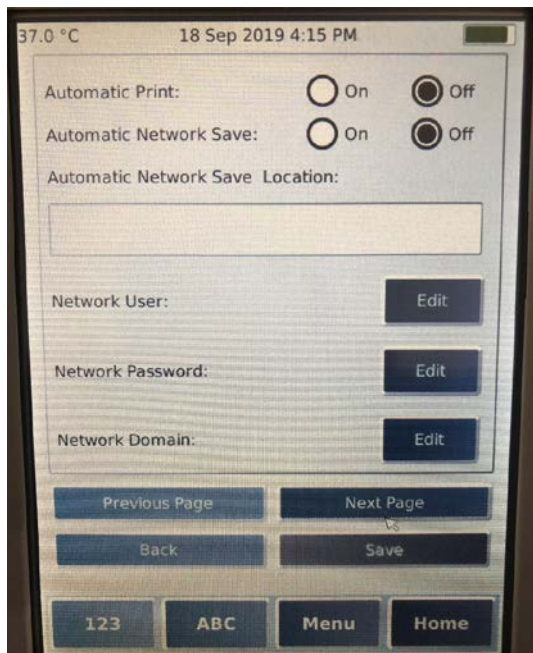 37.0 °C 18 Sep 2019 4:15 PM
Automatic Print: On Off
Automatic Network Save: On Off
Automatic Network Save Location:
Network User: Edit
Network Password: Edit
Network Domain: Edit
Previous Page Next Page
Back Save
123 ABC Menu Home